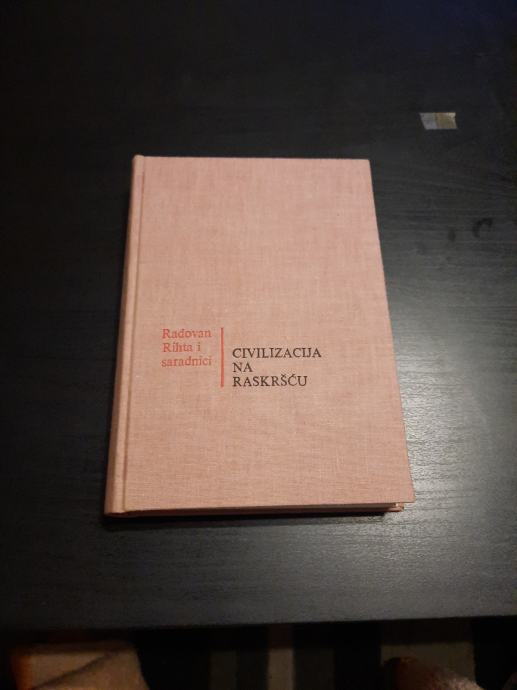 Radovan
Rihta i
saradnici
CIVILIZACIJA
NA
RASKRŠĆU